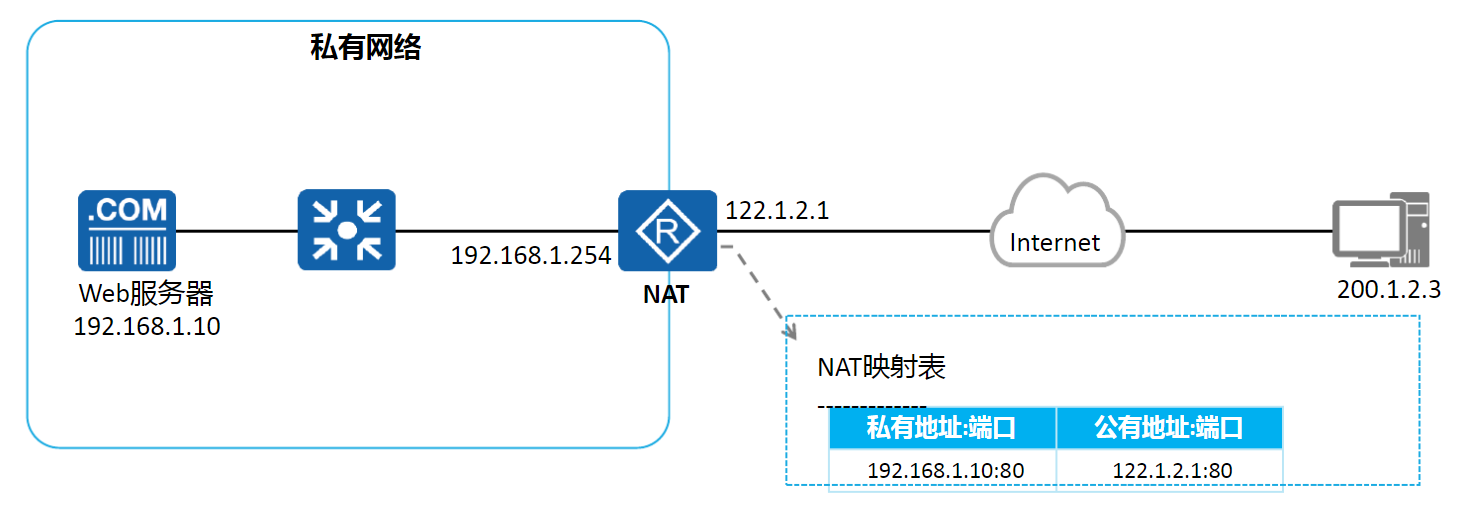 私有网络
.COM
122.1.2.1
R
Internet
192.168.1.254
Web服务器
192.168.1.10
NAT
200.1.2.3
NAT映射表
-------------
私有地址:端口 公有地址:端口
192.168.1.10:80 122.1.2.1:80